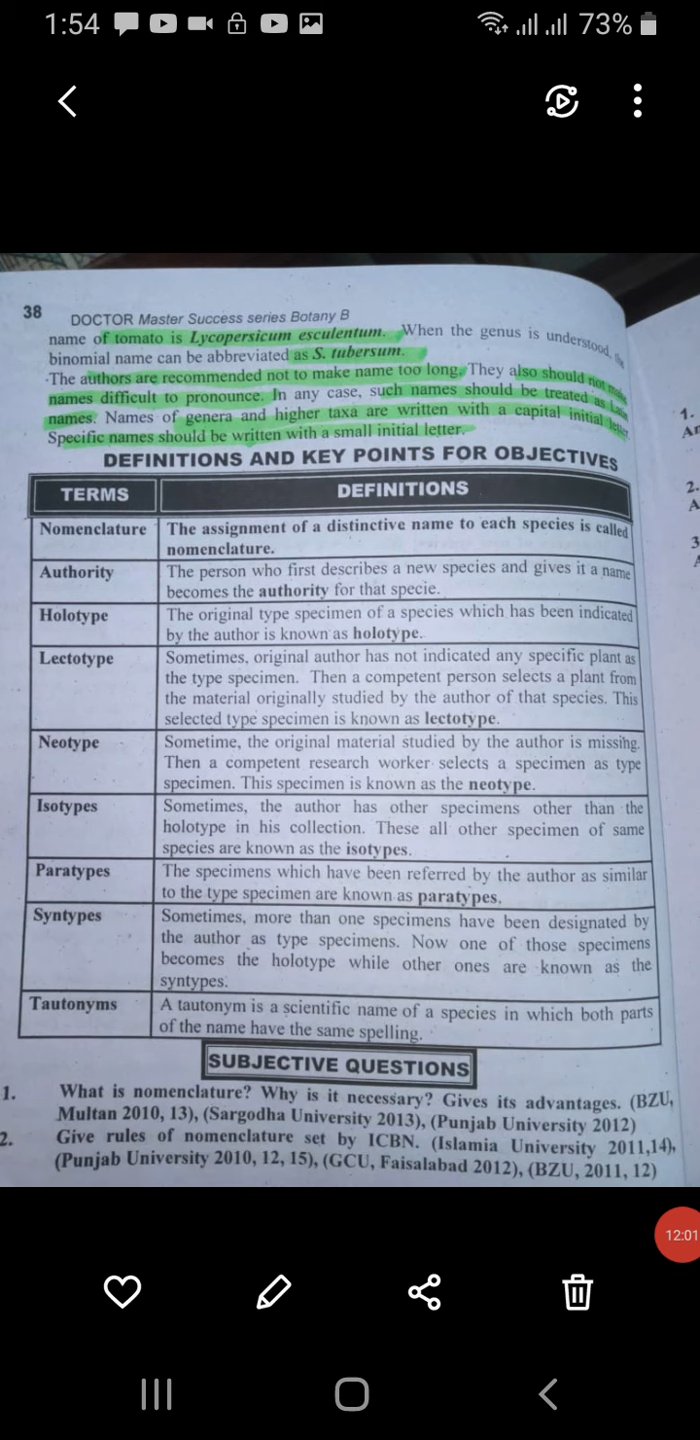 1:54
73%
38
DOCTOR Master Success series Botany B
name of tomato is Lycopersicum esculentum. When the genus is understood, the
binomial name can be abbreviated as S. tubersum.
The authors are recommended not to make name too long. They also should not make
names difficult to pronounce. In any case, such names should be treated as Latin
names. Names of genera and higher taxa are written with a capital initial letter.
Specific names should be written with a small initial letter.
DEFINITIONS AND KEY POINTS FOR OBJECTIVES
TERMS DEFINITIONS
Nomenclature The assignment of a distinctive name to each species is called
nomenclature.
Authority The person who first describes a new species and gives it a name
becomes the authority for that specie.
Holotype The original type specimen of a species which has been indicated
by the author is known as holotype.
Lectotype Sometimes, original author has not indicated any specific plant as
the type specimen. Then a competent person selects a plant from
the material originally studied by the author of that species. This
selected type specimen is known as lectotype.
Neotype Sometime, the original material studied by the author is missing.
Then a competent research worker selects a specimen as type
specimen. This specimen is known as the neotype.
Isotypes Sometimes, the author has other specimens other than the
holotype in his collection. These all other specimen of same
species are known as the isotypes.
Paratypes The specimens which have been referred by the author as similar
to the type specimen are known as paratypes.
Syntypes Sometimes, more than one specimens have been designated by
the author as type specimens. Now one of those specimens
becomes the holotype while other ones are known as the
syntypes.
Tautonyms A tautonym is a scientific name of a species in which both parts
of the name have the same spelling.
SUBJECTIVE QUESTIONS
1. What is nomenclature? Why is it necessary? Gives its advantages. (BZU,
Multan 2010, 13), (Sargodha University 2013), (Punjab University 2012)
2. Give rules of nomenclature set by ICBN. (Islamia University 2011,14),
(Punjab University 2010, 12, 15), (GCU, Faisalabad 2012), (BZU, 2011, 12)
1.
2.
3
12:01